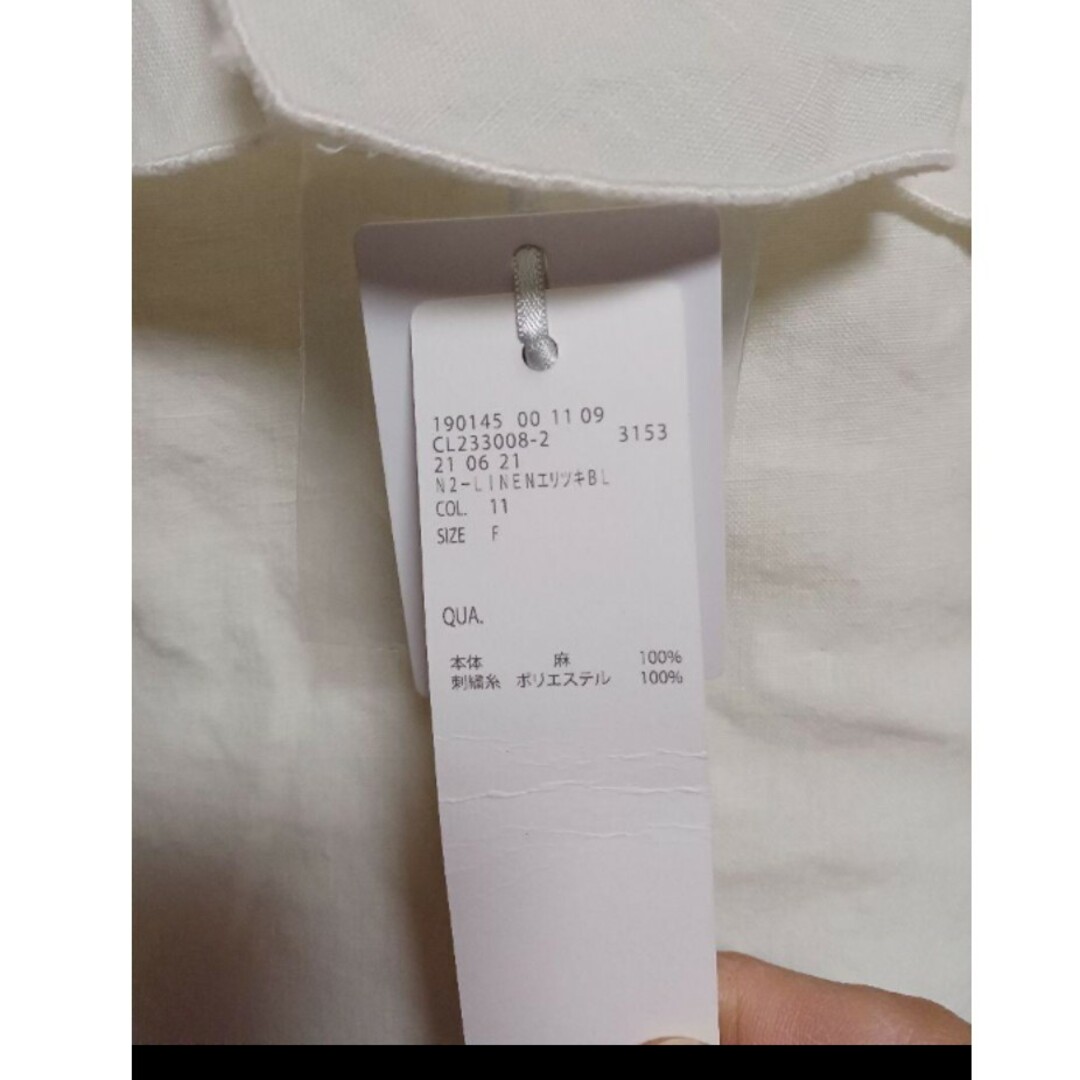 190145 00 11 09
CL233008-2 3153
21 06 21
N2-LINENエリツキBL
COL. 11
SIZE F
QUA.
本体 麻 100%
刺繍糸 ポリエステル 100%